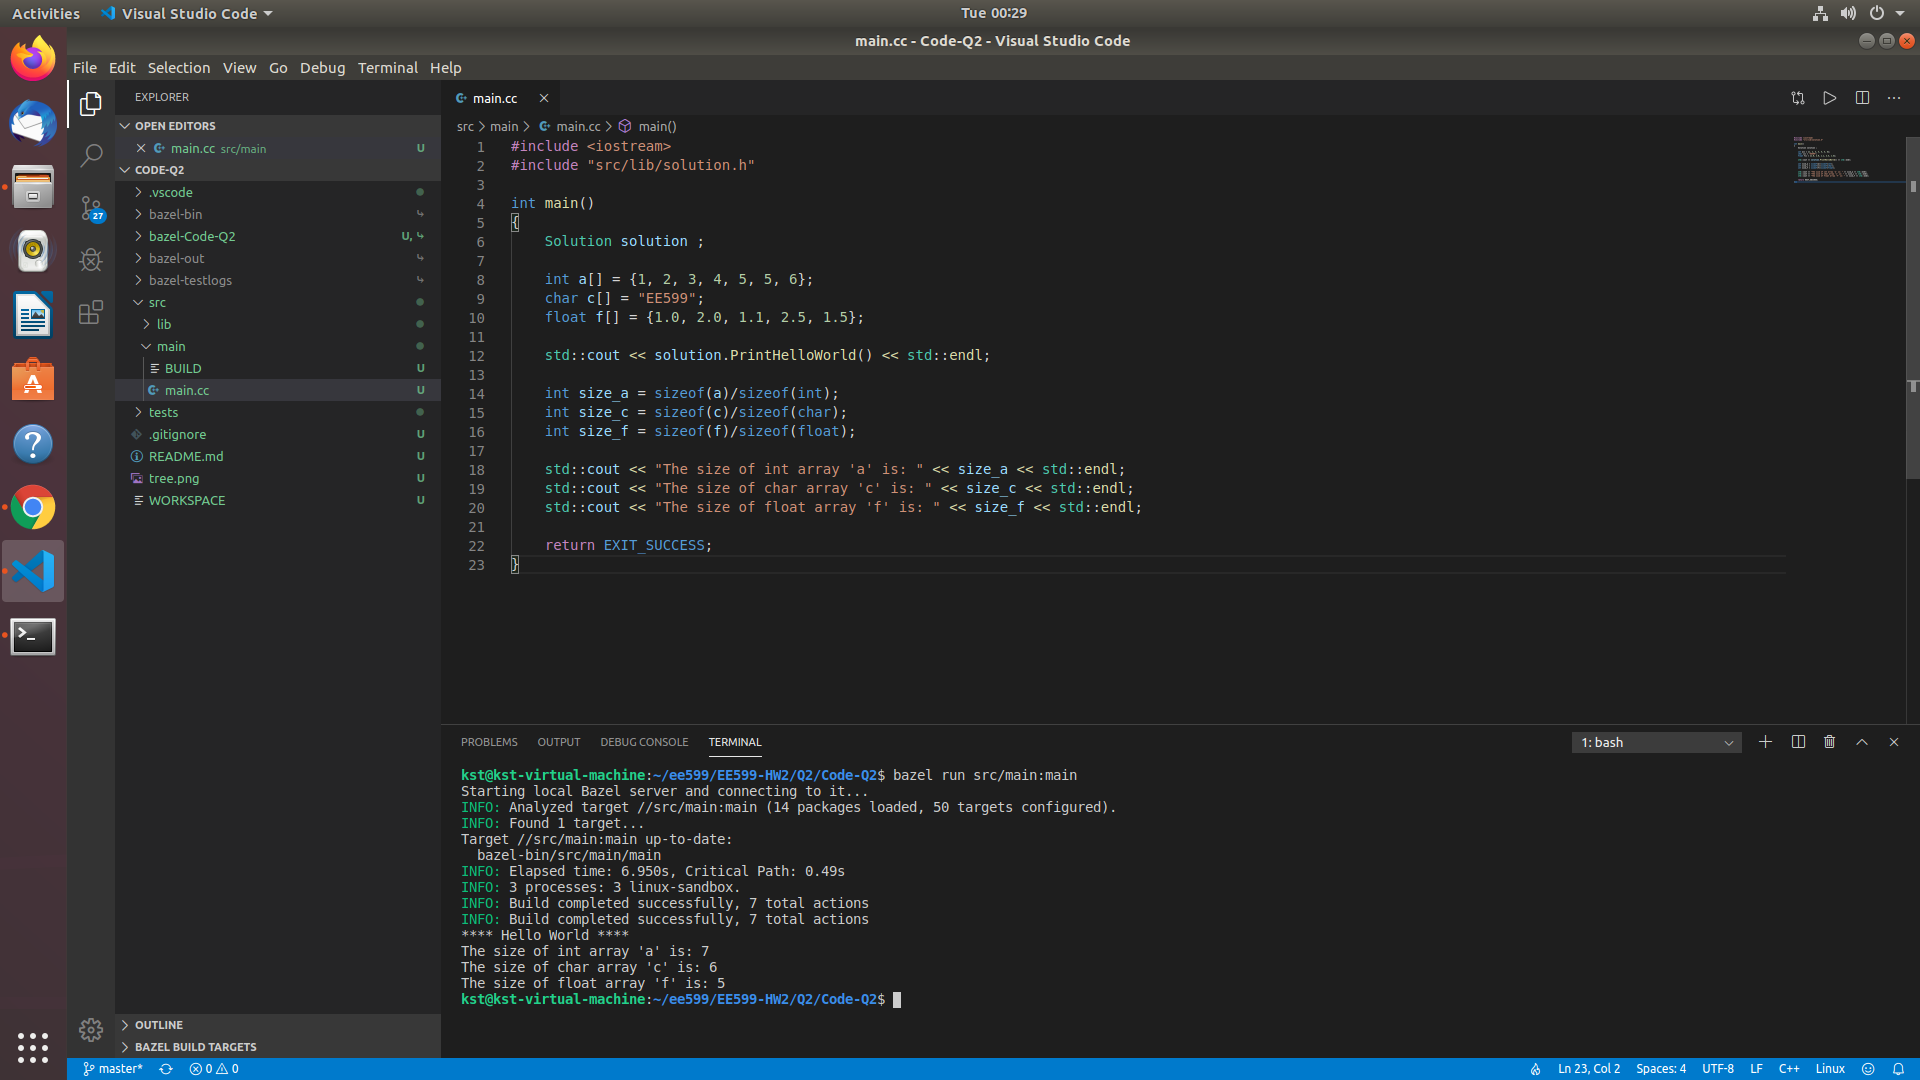 Activities
Visual Studio Code
Tue 00:29
main.cc - Code-Q2 - Visual Studio Code
File Edit Selection View Go Debug Terminal Help
EXPLORER
OPEN EDITORS
main.cc src/main U
CODE-Q2
.vscode
bazel-bin
bazel-Code-Q2 U,
bazel-out
bazel-testlogs
src
lib
main
BUILD U
main.cc U
tests
.gitignore U
README.md U
tree.png U
WORKSPACE U
OUTLINE
BAZEL BUILD TARGETS
27
main.cc
src > main > main.cc > main()
1 #include <iostream>
2 #include "src/lib/solution.h"
3
4 int main()
5 {
6 Solution solution ;
7
8 int a[] = {1, 2, 3, 4, 5, 5, 6};
9 char c[] = "EE599";
10 float f[] = {1.0, 2.0, 1.1, 2.5, 1.5};
11
12 std::cout << solution.PrintHelloWorld() << std::endl;
13
14 int size_a = sizeof(a)/sizeof(int);
15 int size_c = sizeof(c)/sizeof(char);
16 int size_f = sizeof(f)/sizeof(float);
17
18 std::cout << "The size of int array 'a' is: " << size_a << std::endl;
19 std::cout << "The size of char array 'c' is: " << size_c << std::endl;
20 std::cout << "The size of float array 'f' is: " << size_f << std::endl;
21
22 return EXIT_SUCCESS;
23 }
PROBLEMS OUTPUT DEBUG CONSOLE TERMINAL
1: bash
kst@kst-virtual-machine:~/ee599/EE599-HW2/Q2/Code-Q2$ bazel run src/main:main
Starting local Bazel server and connecting to it...
INFO: Analyzed target //src/main:main (14 packages loaded, 50 targets configured).
INFO: Found 1 target...
Target //src/main:main up-to-date:
bazel-bin/src/main/main
INFO: Elapsed time: 6.950s, Critical Path: 0.49s
INFO: 3 processes: 3 linux-sandbox.
INFO: Build completed successfully, 7 total actions
INFO: Build completed successfully, 7 total actions
**** Hello World ****
The size of int array 'a' is: 7
The size of char array 'c' is: 6
The size of float array 'f' is: 5
kst@kst-virtual-machine:~/ee599/EE599-HW2/Q2/Code-Q2$
master* 0 0
Ln 23, Col 2 Spaces: 4 UTF-8 LF C++ Linux